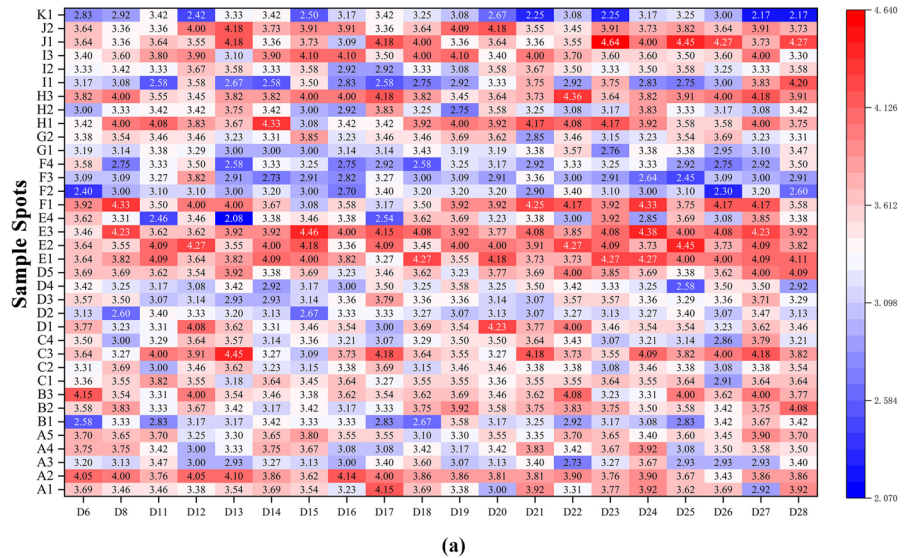 K1 2.83 2.92 3.42 2.42 3.33 3.42 2.50 3.17 3.42 3.25 3.08 2.67 2.25 3.08 2.25 3.17 3.25 3.00 2.17 2.17
J2 3.64 3.36 3.36 4.00 4.18 3.73 3.91 3.91 3.36 3.64 3.91 4.18 3.55 3.45 3.91 3.73 3.82 3.64 3.91 3.73
J1 3.64 3.36 3.64 3.55 4.18 3.36 3.73 3.09 4.18 4.00 3.36 3.64 3.36 3.55 4.64 4.00 4.45 4.27 3.73 4.27
I3 3.40 3.60 3.80 3.90 3.10 3.90 4.10 4.10 3.50 4.00 4.10 3.40 4.00 3.70 3.60 3.60 3.50 3.60 4.00 3.30
I2 3.33 3.42 3.33 3.67 3.58 3.33 3.58 2.92 2.92 3.33 3.08 3.58 3.67 3.50 3.33 3.50 3.58 3.25 3.33 3.58
I1 3.17 3.08 2.58 3.58 2.67 2.58 3.50 2.83 2.58 2.75 2.92 3.33 3.75 2.92 3.75 2.83 2.75 3.00 3.83 4.20
H3 3.82 4.00 3.55 3.45 3.82 3.82 4.00 4.00 4.18 3.82 3.45 3.64 3.73 4.36 3.64 3.82 3.91 4.00 4.18 3.91
H2 3.00 3.33 3.42 3.42 3.75 3.42 3.00 2.92 3.83 3.25 2.75 3.58 3.25 3.08 3.17 3.83 3.33 3.17 3.08 3.42
H1 3.42 4.00 4.08 3.83 3.67 4.33 3.08 3.42 3.42 3.92 4.00 3.92 4.17 4.08 4.17 3.92 3.58 3.58 4.00 3.75
G2 3.38 3.54 3.46 3.46 3.23 3.31 3.85 3.23 3.46 3.46 3.69 3.62 2.85 3.46 3.15 3.23 3.54 3.69 3.23 3.31
G1 3.19 3.14 3.38 3.29 3.00 3.00 3.00 3.14 3.14 3.43 3.19 3.19 3.38 3.57 2.76 3.38 3.38 2.95 3.10 3.47
F4 3.58 2.75 3.33 3.50 2.58 3.33 3.25 2.75 2.92 2.58 3.25 3.17 2.92 3.33 3.25 3.33 2.92 2.75 2.92 3.50
F3 3.09 3.09 3.27 3.82 2.91 2.73 2.91 2.82 3.27 3.00 3.09 3.00 2.91 3.00 2.91 2.64 2.45 3.09 3.00 2.91
F2 2.40 3.00 3.10 3.10 3.00 3.20 3.00 2.70 3.40 3.20 3.20 3.20 2.90 3.40 3.00 3.10 3.10 2.30 3.20 2.60
F1 3.92 4.33 3.50 4.00 4.00 3.67 3.08 3.58 3.17 3.50 3.92 3.92 4.25 4.17 3.92 4.33 3.92 4.17 4.17 3.58
E4 3.62 3.31 2.46 3.46 2.08 3.38 3.46 3.38 2.54 3.62 3.69 3.23 3.38 3.00 3.92 2.85 3.69 3.08 3.85 3.38
E3 3.46 4.23 3.62 3.62 3.92 3.92 4.46 4.00 4.15 4.08 3.92 3.77 4.08 3.85 4.08 4.38 4.00 4.08 4.23 3.92
E2 3.64 3.55 4.09 4.27 3.55 4.00 4.18 3.36 4.09 3.45 4.00 4.00 3.91 4.27 4.09 3.73 4.45 3.73 4.09 3.82
E1 3.64 3.82 4.09 3.64 3.82 4.09 4.00 3.82 3.27 4.27 3.55 4.18 3.73 3.73 4.27 4.27 4.00 4.00 4.09 4.11
D5 3.69 3.69 3.62 3.54 3.92 3.38 3.69 3.23 3.46 3.62 3.23 3.77 3.62 4.00 3.85 3.69 3.38 3.62 4.00 4.09
D4 3.42 3.25 3.17 3.08 3.42 2.92 3.17 3.00 3.50 3.25 3.58 3.25 3.50 3.42 3.33 3.25 2.58 3.50 3.50 2.92
D3 3.57 3.50 3.07 3.14 2.93 2.93 3.14 3.36 3.79 3.36 3.36 3.14 3.07 3.57 3.57 3.36 3.29 3.36 3.71 3.29
D2 3.13 2.60 3.40 3.33 3.20 3.13 2.67 3.33 3.33 3.27 3.07 3.13 3.07 3.27 3.13 3.27 3.40 3.07 3.47 3.13
D1 3.77 3.23 3.31 4.08 3.62 3.31 3.46 3.54 3.00 3.69 3.54 4.23 3.77 4.00 3.46 3.54 3.54 3.23 3.62 3.46
C4 3.50 3.00 3.29 3.64 3.57 3.14 3.36 3.21 3.07 3.29 3.50 3.50 3.64 3.43 3.07 3.21 3.14 2.86 3.79 3.21
C3 3.64 3.27 4.00 3.91 4.45 3.27 3.09 3.73 4.18 3.64 3.55 3.27 4.18 3.73 3.55 4.09 3.82 4.00 4.18 3.82
C2 3.31 3.69 3.00 3.46 3.62 3.23 3.15 3.38 3.69 3.15 3.46 3.46 3.38 3.38 3.08 3.46 3.38 3.08 3.38 3.54
C1 3.36 3.55 3.82 3.55 3.18 3.64 3.45 3.64 3.27 3.55 3.55 3.36 3.55 3.55 3.64 3.55 3.64 2.91 3.64 3.64
B3 4.15 3.54 3.31 4.00 3.54 3.46 3.38 3.62 3.54 3.62 3.69 3.46 3.62 4.08 3.23 3.31 4.00 3.62 4.00 3.77
B2 3.58 3.83 3.33 3.67 3.42 3.17 3.42 3.17 3.33 3.75 3.92 3.58 3.75 3.83 3.75 3.50 3.58 3.42 3.75 4.08
B1 2.58 3.33 2.83 3.17 3.17 3.42 3.33 3.33 2.83 2.67 3.58 3.17 3.25 2.92 3.17 3.08 2.83 3.42 3.67 3.42
A5 3.70 3.65 3.70 3.25 3.30 3.65 3.80 3.55 3.55 3.10 3.30 3.55 3.35 3.70 3.65 3.40 3.60 3.45 3.90 3.70
A4 3.75 3.75 3.42 3.00 3.33 3.75 3.67 3.08 3.08 3.42 3.17 3.42 3.83 3.42 3.67 3.92 3.08 3.50 3.58 3.50
A3 3.20 3.13 3.47 3.00 2.93 3.27 3.13 3.00 3.40 3.60 3.07 3.13 3.40 2.73 3.27 3.67 2.93 2.93 2.93 3.40
A2 4.05 4.00 3.76 4.05 4.10 3.86 3.62 4.14 4.00 3.86 3.86 3.81 3.81 3.90 3.76 3.90 3.67 3.43 3.86 3.86
A1 3.69 3.46 3.46 3.38 3.54 3.69 3.54 3.23 4.15 3.69 3.38 3.00 3.92 3.31 3.77 3.92 3.62 3.69 2.92 3.92
D6 D8 D11 D12 D13 D14 D15 D16 D17 D18 D19 D20 D21 D22 D23 D24 D25 D26 D27 D28
Sample Spots
4.640
4.126
3.612
3.098
2.584
2.070
(a)